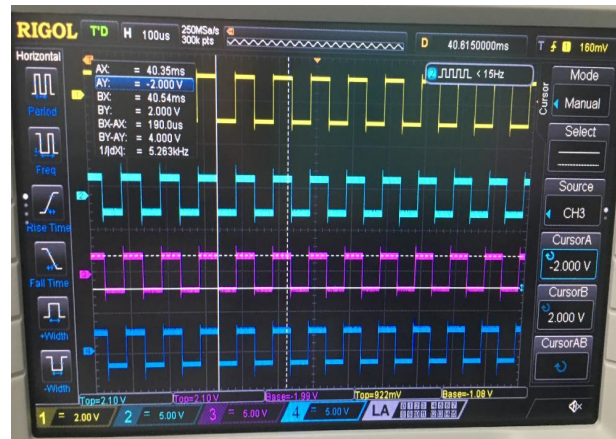 RIGOL T'D H 100us 250MSa/s 300k pts D 40.6150000ms T 1 160mV
Horizontal
Period
Freq
Rise Time
Fall Time
+Width
-Width
AX: = 40.35ms
AY: = -2.000 V
BX: = 40.54ms
BY: = 2.000 V
BX-AX: = 190.0us
BY-AY: = 4.000 V
1/|dX|: = 5.263kHz
2 < 15Hz
Cursor
Mode
Manual
Select
Source
CH3
CursorA
-2.000 V
CursorB
2.000 V
CursorAB
Top=2.10 V Top=2.10 V Base=-1.99 V Top=922mV Base=-1.08 V
1 = 2.00 V 2 = 5.00 V 3 = 5.00 V 4 = 5.00 V LA